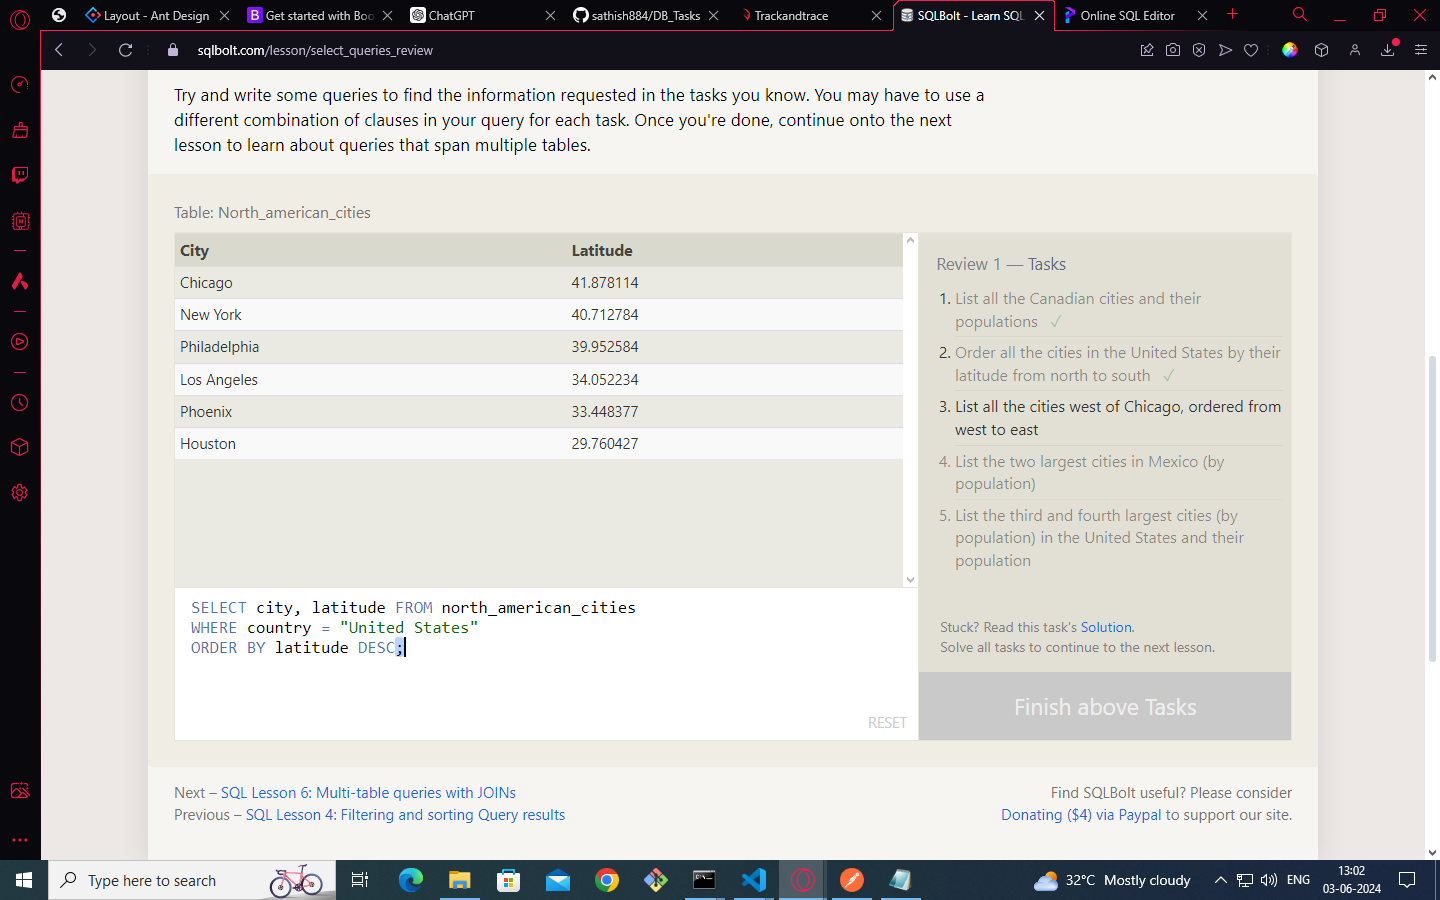 Layout - Ant Design
Get started with Boo
ChatGPT
sathish884/DB_Tasks
Trackandtrace
SQLBolt - Learn SQL
Online SQL Editor
sqlbolt.com/lesson/select_queries_review
Try and write some queries to find the information requested in the tasks you know. You may have to use a
different combination of clauses in your query for each task. Once you're done, continue onto the next
lesson to learn about queries that span multiple tables.
Table: North_american_cities
City Latitude
Chicago 41.878114
New York 40.712784
Philadelphia 39.952584
Los Angeles 34.052234
Phoenix 33.448377
Houston 29.760427
SELECT city, latitude FROM north_american_cities
WHERE country = "United States"
ORDER BY latitude DESC;
RESET
Review 1 — Tasks
1. List all the Canadian cities and their
populations ✓
2. Order all the cities in the United States by their
latitude from north to south ✓
3. List all the cities west of Chicago, ordered from
west to east
4. List the two largest cities in Mexico (by
population)
5. List the third and fourth largest cities (by
population) in the United States and their
population
Stuck? Read this task's Solution.
Solve all tasks to continue to the next lesson.
Finish above Tasks
Next – SQL Lesson 6: Multi-table queries with JOINs
Previous – SQL Lesson 4: Filtering and sorting Query results
Find SQLBolt useful? Please consider
Donating ($4) via Paypal to support our site.
Type here to search
32°C Mostly cloudy
ENG
13:02
03-06-2024